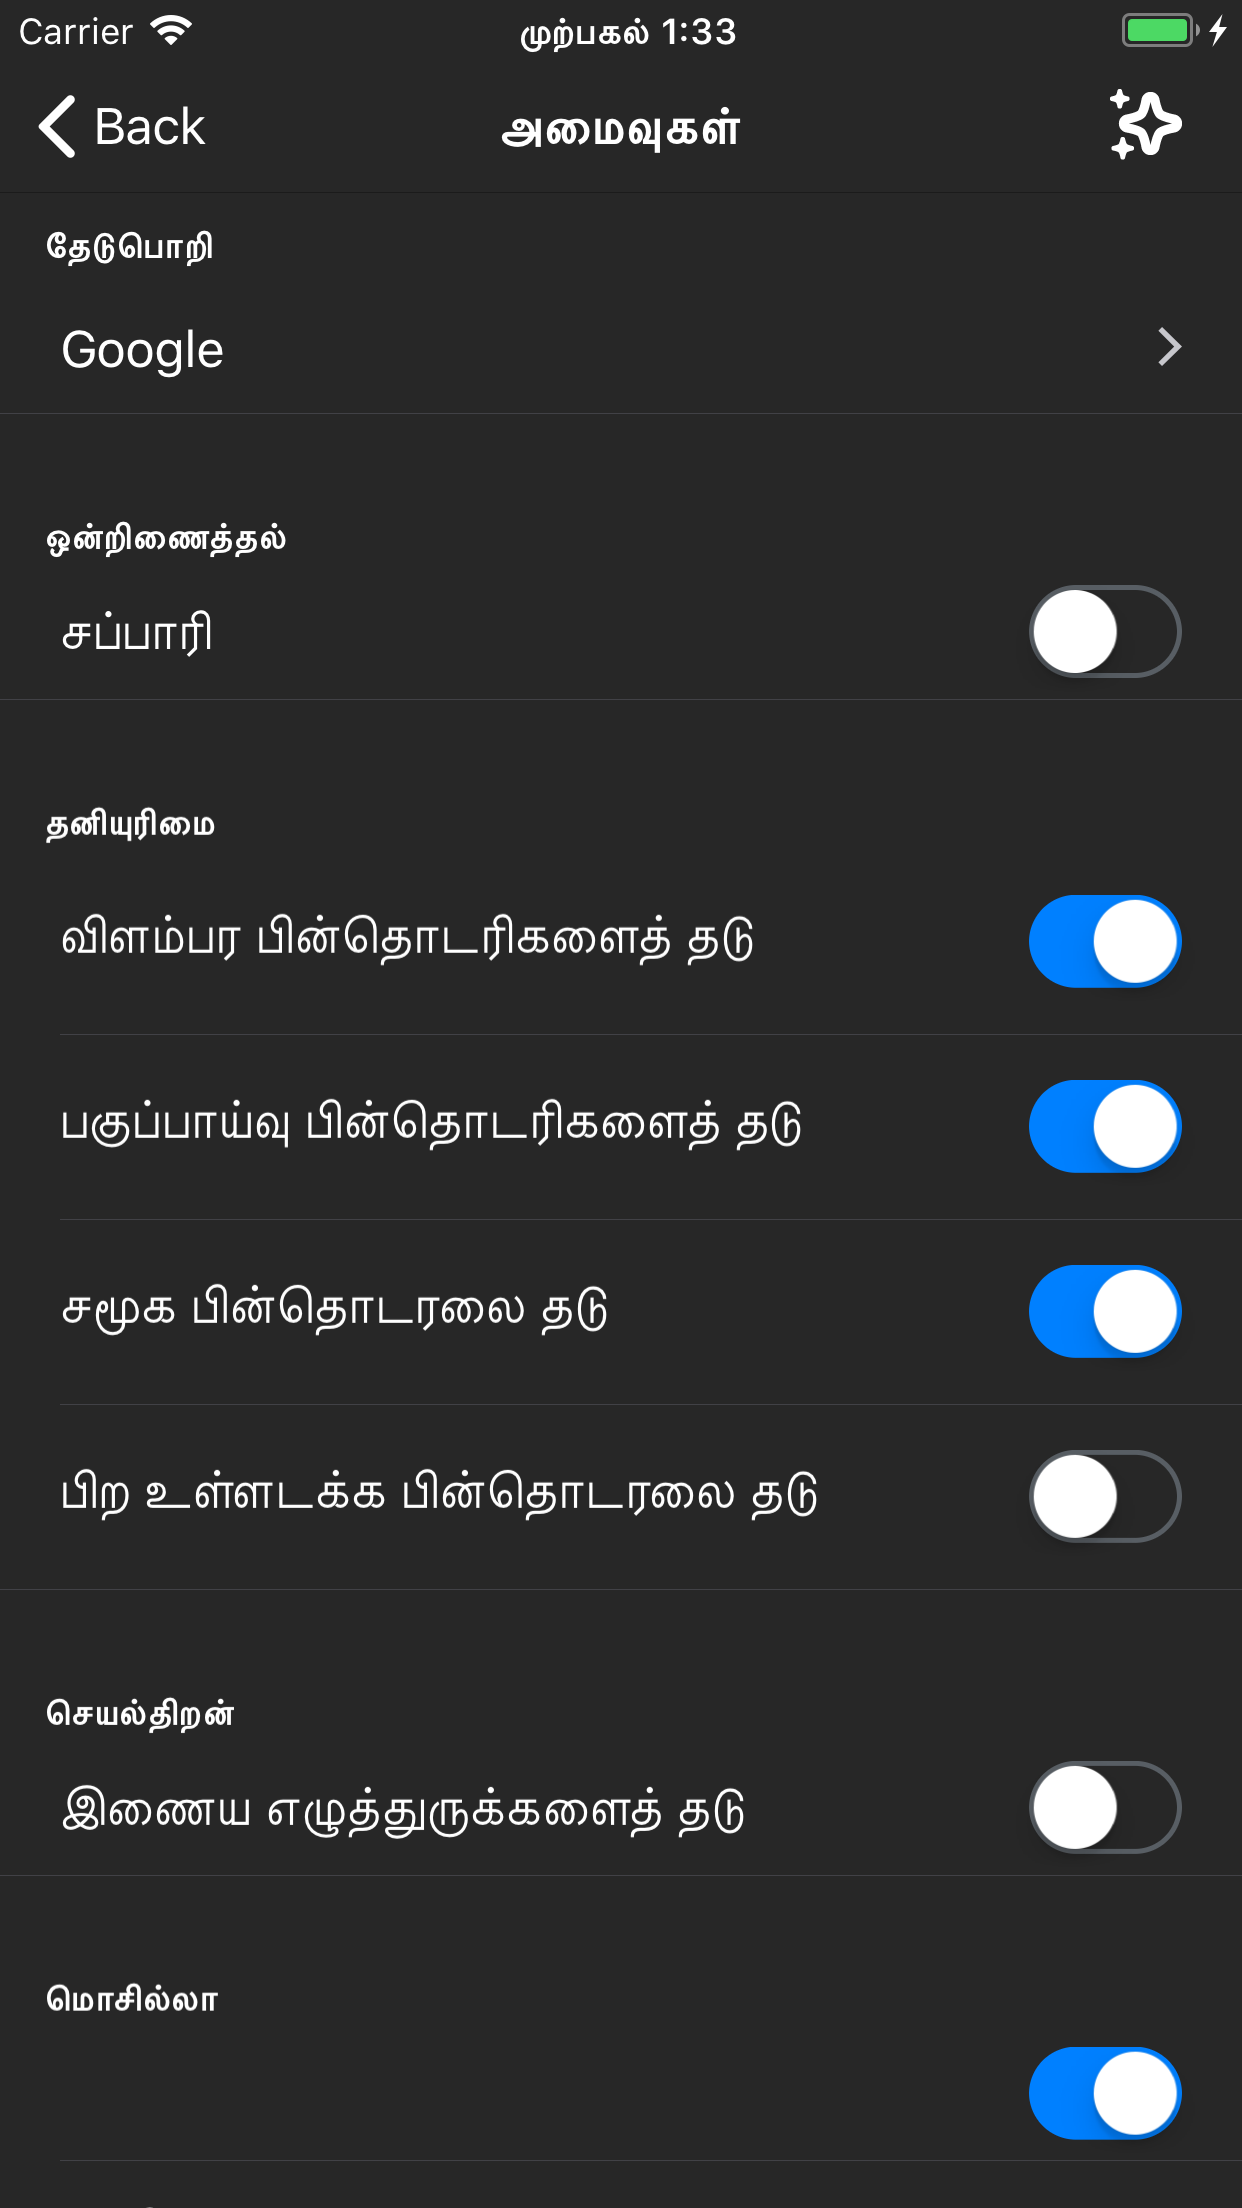 Carrier முற்பகல் 1:33
Back அமைவுகள்
தேடுபொறி
Google
ஒன்றிணைத்தல்
சப்பாரி
தனியுரிமை
விளம்பர பின்தொடரிகளைத் தடு
பகுப்பாய்வு பின்தொடரிகளைத் தடு
சமூக பின்தொடரலை தடு
பிற உள்ளடக்க பின்தொடரலை தடு
செயல்திறன்
இணைய எழுத்துருக்களைத் தடு
மொசில்லா